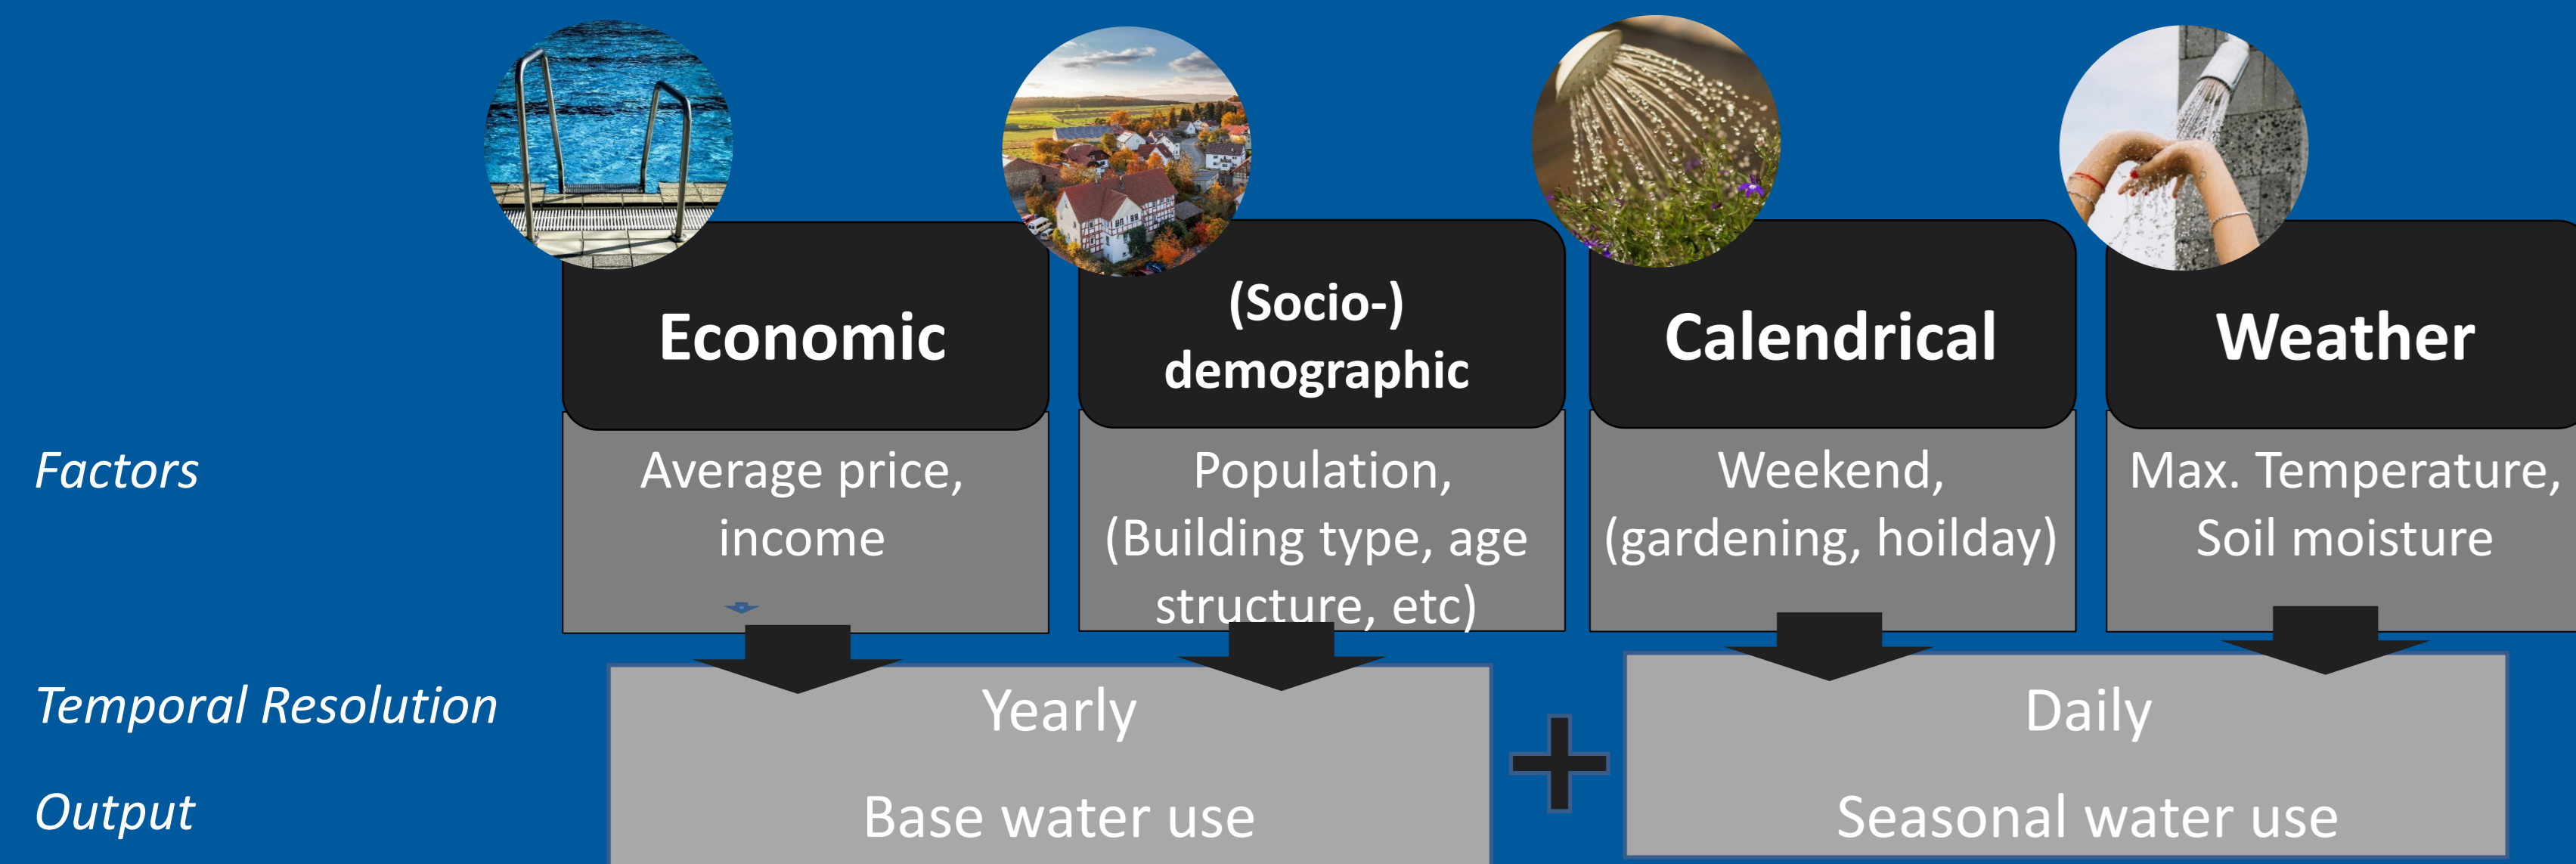 Economic
(Socio-)
demographic
Calendrical
Weather
Factors
Average price,
income
Population,
(Building type, age
structure, etc)
Weekend,
(gardening, hoilday)
Max. Temperature,
Soil moisture
Temporal Resolution
Yearly
Daily
Output
Base water use
Seasonal water use